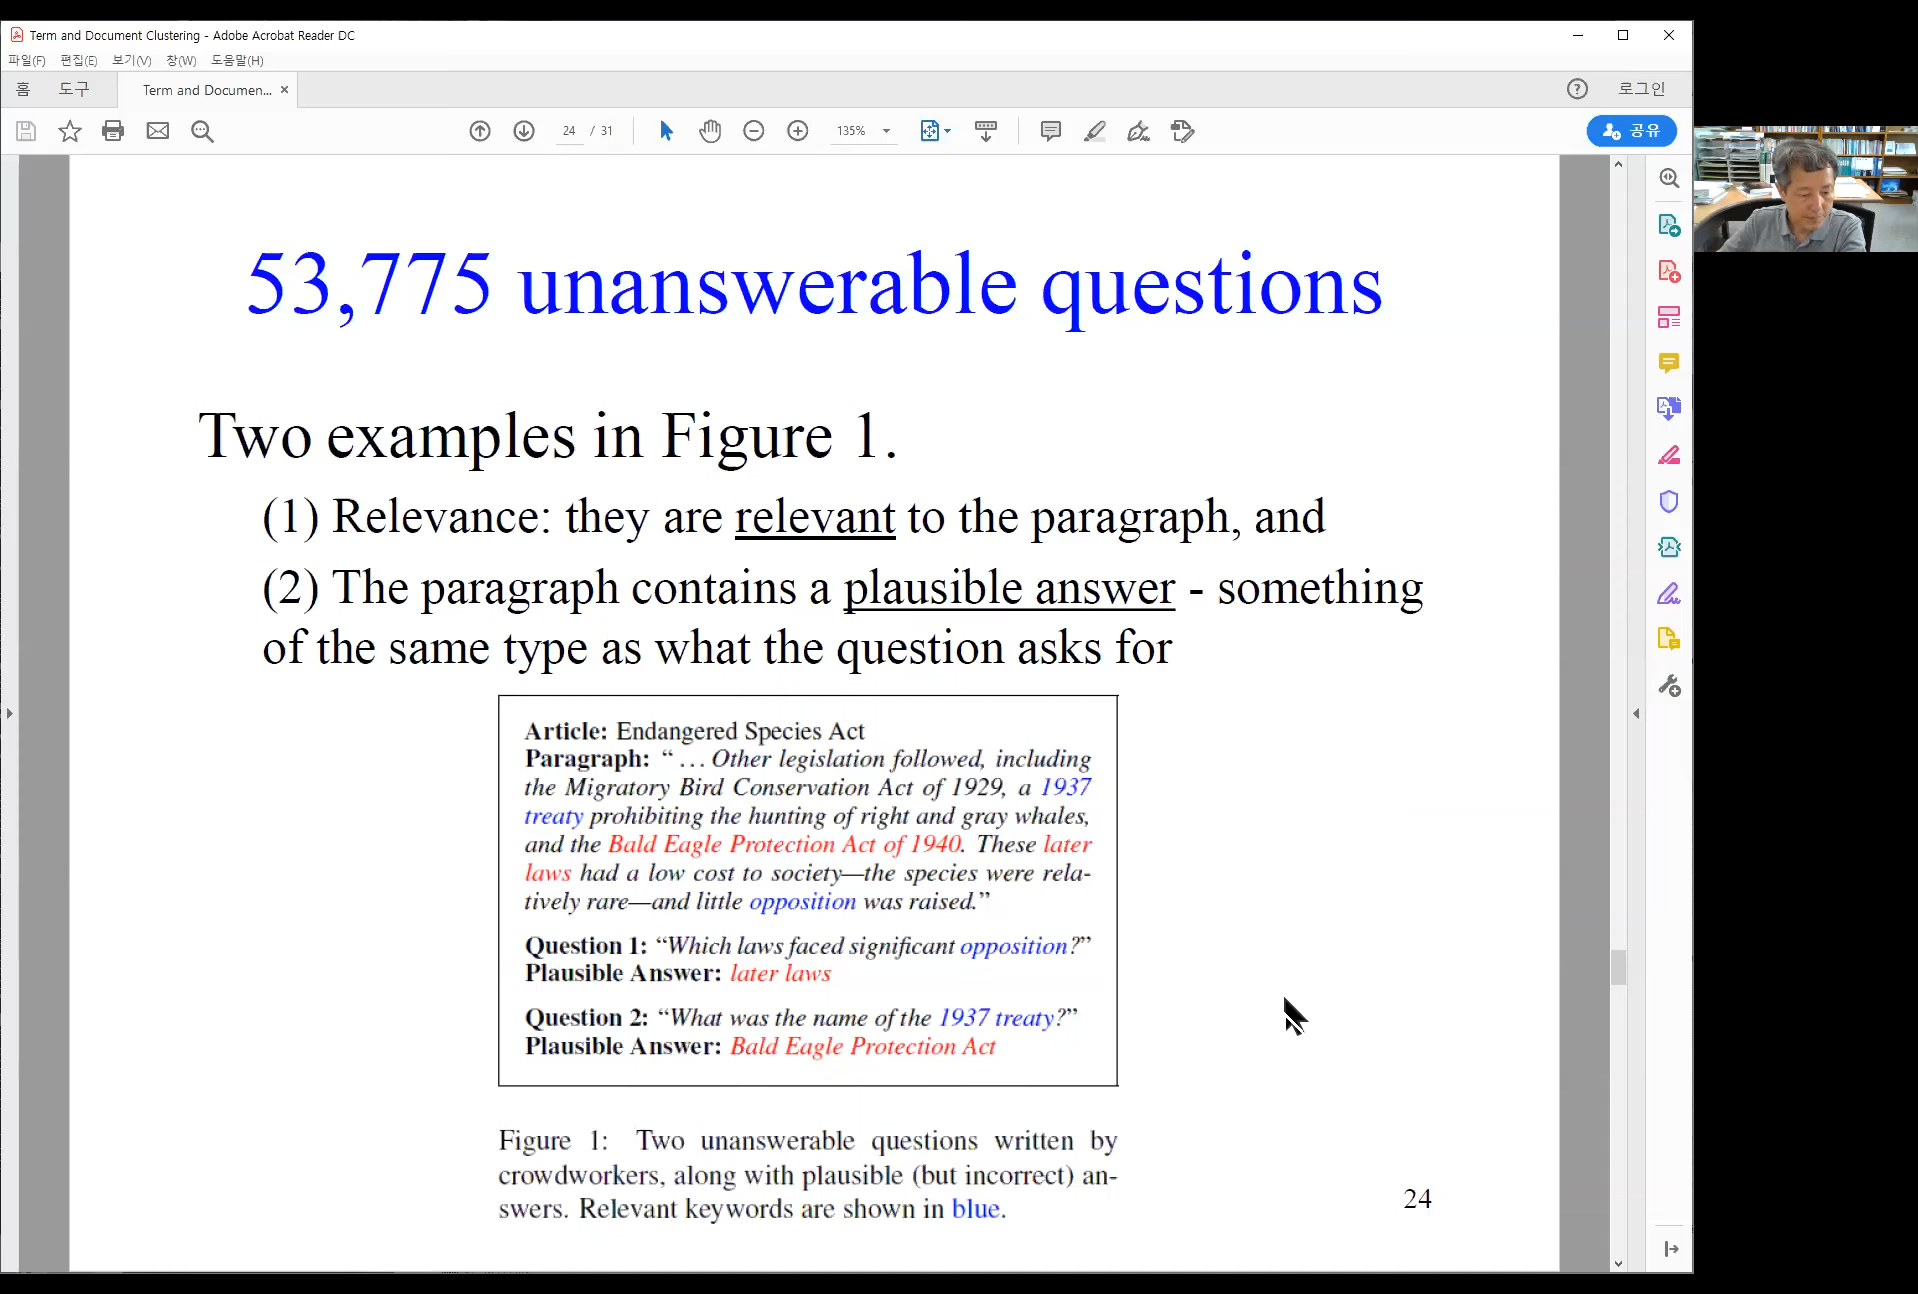 Term and Document Clustering - Adobe Acrobat Reader DC
파일(F) 편집(E) 보기(V) 창(W) 도움말(H)
홈 도구 Term and Documen... × 로그인
24 / 31 135% 공유
53,775 unanswerable questions
Two examples in Figure 1.
(1) Relevance: they are relevant to the paragraph, and
(2) The paragraph contains a plausible answer - something
of the same type as what the question asks for
Article: Endangered Species Act
Paragraph: “ … Other legislation followed, including
the Migratory Bird Conservation Act of 1929, a 1937
treaty prohibiting the hunting of right and gray whales,
and the Bald Eagle Protection Act of 1940. These later
laws had a low cost to society—the species were rela-
tively rare—and little opposition was raised.”
Question 1: “Which laws faced significant opposition?”
Plausible Answer: later laws
Question 2: “What was the name of the 1937 treaty?”
Plausible Answer: Bald Eagle Protection Act
Figure 1: Two unanswerable questions written by
crowdworkers, along with plausible (but incorrect) an-
swers. Relevant keywords are shown in blue.
24